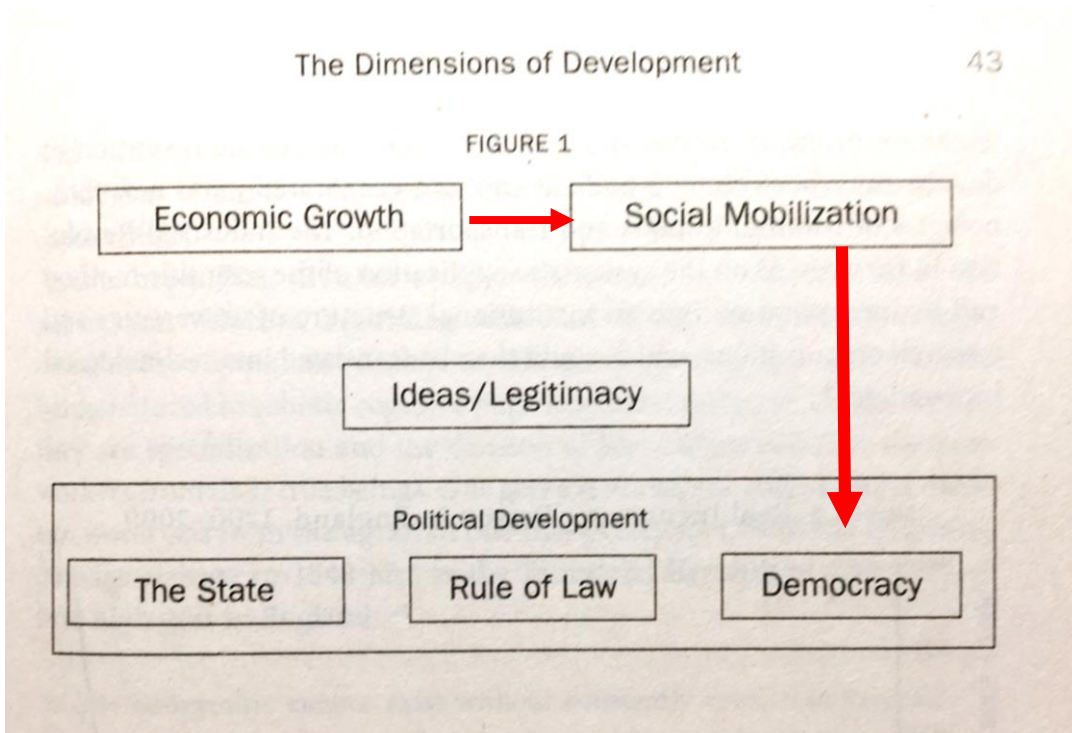 The Dimensions of Development 43
FIGURE 1
Economic Growth Social Mobilization
Ideas/Legitimacy
Political Development
The State Rule of Law Democracy